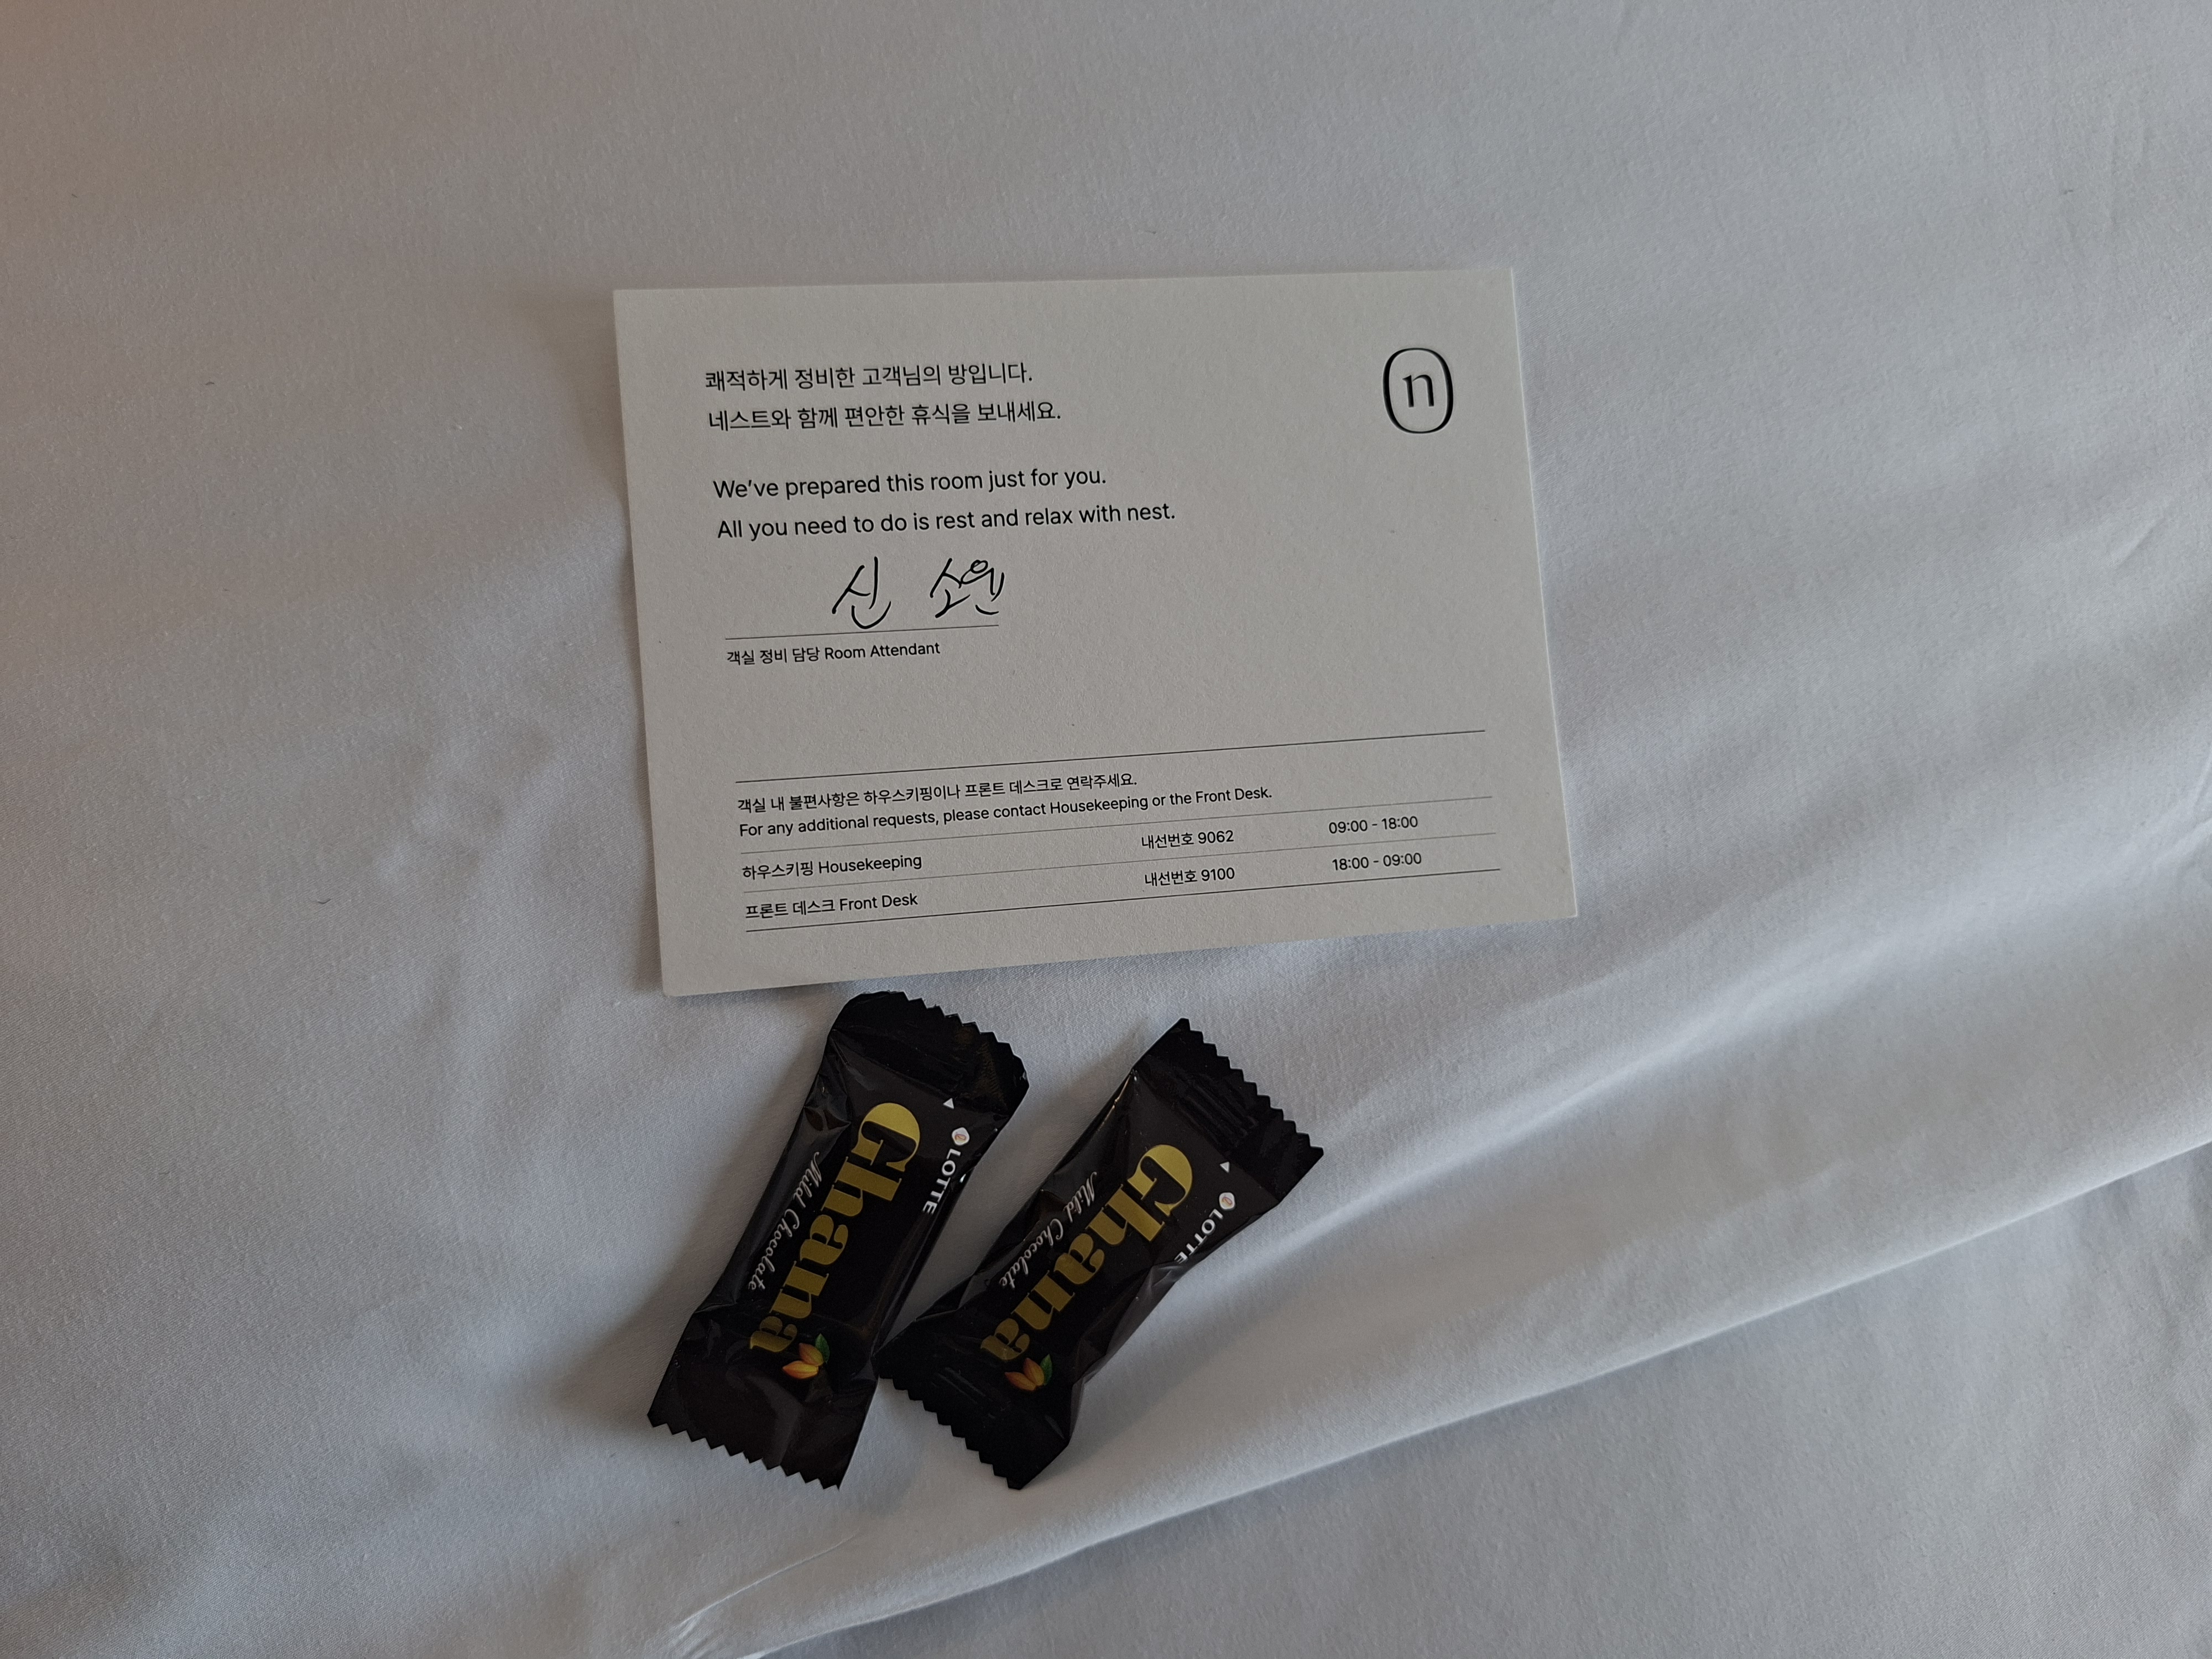 쾌적하게 정비한 고객님의 방입니다.
네스트와 함께 편안한 휴식을 보내세요.
n
We've prepared this room just for you.
All you need to do is rest and relax with nest.
신
객실 정비 담당 Room Attendant
객실 내 불편사항은 하우스키핑이나 프론트 데스크로 연락주세요.
For any additional requests, please contact Housekeeping or the Front Desk.
하우스키핑 Housekeeping 내선번호 9062 09:00 - 18:00
프론트 데스크 Front Desk 내선번호 9100 18:00 - 09:00
LOTTE
Ghana
Mild Chocolate
LOTTE
Ghana
Mild Chocolate